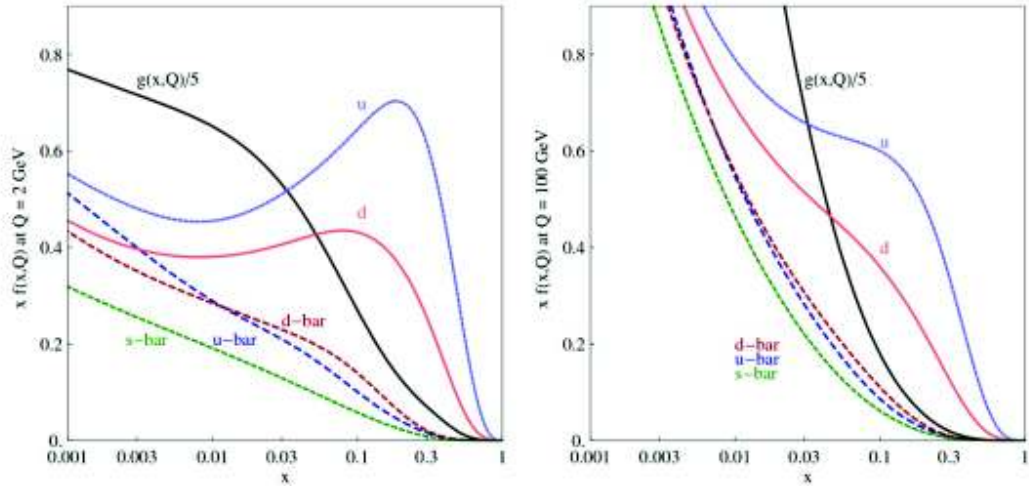 x f(x,Q) at Q = 2 GeV
0.8
0.6
0.4
0.2
0.
g(x,Q)/5
u
d
d-bar
s-bar
u-bar
0.001
0.003
0.01
0.03
0.1
0.3
1
x
x f(x,Q) at Q = 100 GeV
0.8
0.6
0.4
0.2
0.
g(x,Q)/5
u
d
d-bar
u-bar
s-bar
0.001
0.003
0.01
0.03
0.1
0.3
1
x